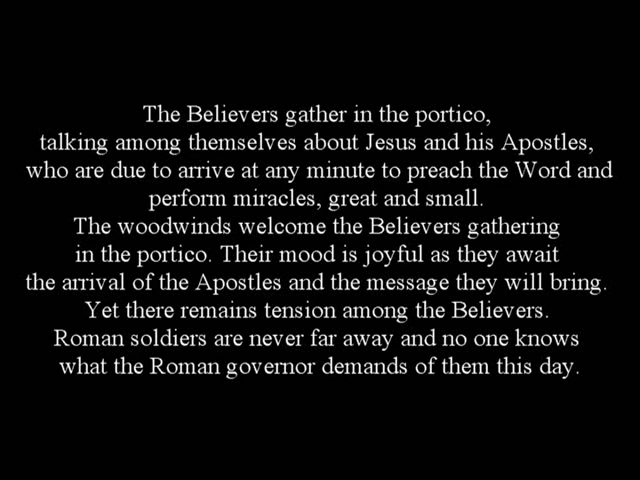 The Believers gather in the portico,
talking among themselves about Jesus and his Apostles,
who are due to arrive at any minute to preach the Word and
perform miracles, great and small.
The woodwinds welcome the Believers gathering
in the portico. Their mood is joyful as they await
the arrival of the Apostles and the message they will bring.
Yet there remains tension among the Believers.
Roman soldiers are never far away and no one knows
what the Roman governor demands of them this day.